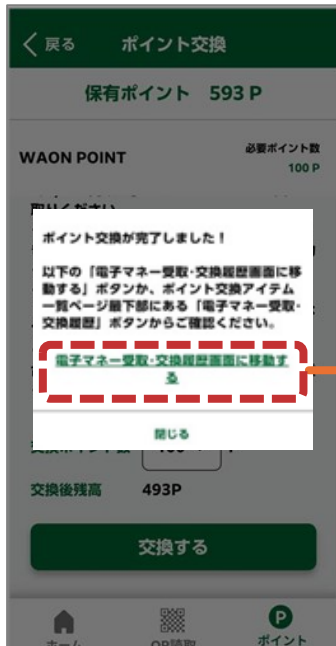 戻る ポイント交換
保有ポイント 593 P
WAON POINT
必要ポイント数
100 P
ポイント交換が完了しました!
以下の「電子マネー受取・交換履歴画面に移
動する」ボタンか、ポイント交換アイテム
一覧ページ最下部にある「電子マネー受取・
交換履歴」ボタンからご確認ください。
電子マネー受取・交換履歴画面に移動す
る
閉じる
交換後残高 493P
交換する
ホーム
QR読取
ポイント